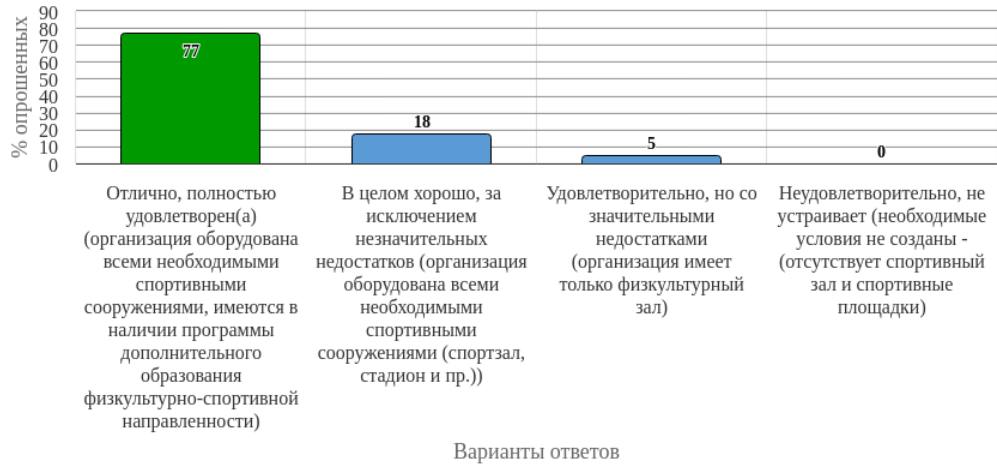 % опрошенных
90
80
70
60
50
40
30
20
10
0
77
18
5
0
Отлично, полностью
удовлетворен(а)
(организация оборудована
всеми необходимыми
спортивными
сооружениями, имеются в
наличии программы
дополнительного
образования
физкультурно-спортивной
направленности)
В целом хорошо, за
исключением
незначительных
недостатков (организация
оборудована всеми
необходимыми
спортивными
сооружениями (спортзал,
стадион и пр.))
Удовлетворительно, но со
значительными
недостатками
(организация имеет
только физкультурный
зал)
Неудовлетворительно, не
устраивает (необходимые
условия не созданы -
(отсутствует спортивный
зал и спортивные
площадки)
Варианты ответов